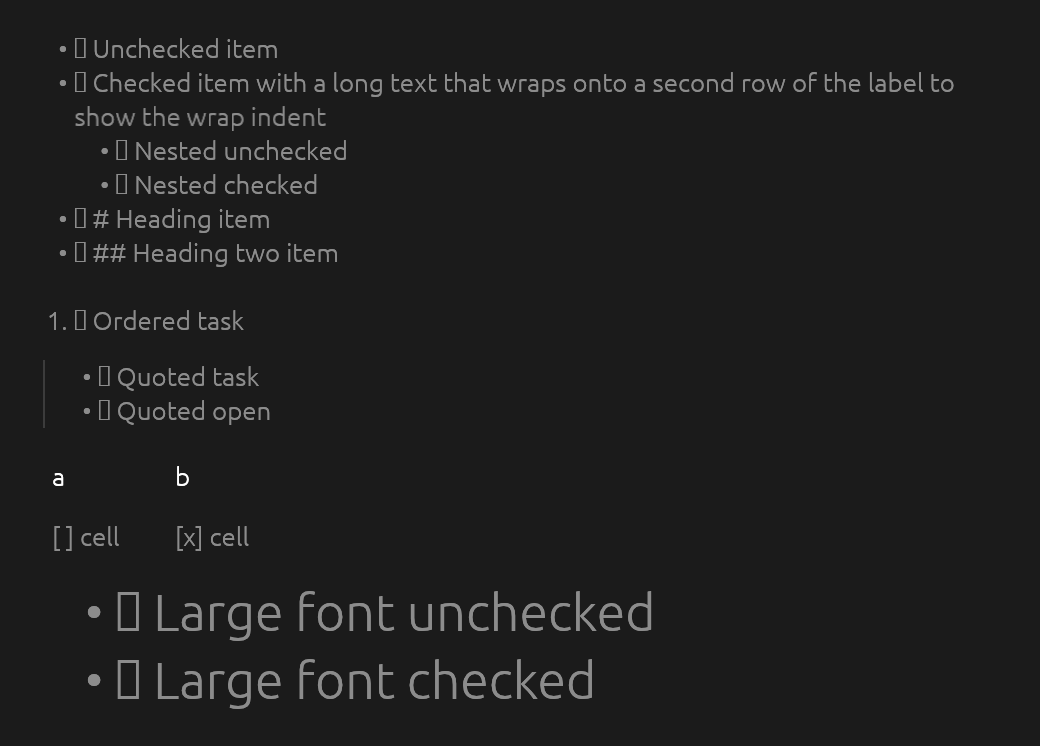 • ▯ Unchecked item
• ▯ Checked item with a long text that wraps onto a second row of the label to
show the wrap indent
• ▯ Nested unchecked
• ▯ Nested checked
• ▯ # Heading item
• ▯ ## Heading two item
1. ▯ Ordered task
• ▯ Quoted task
• ▯ Quoted open
a b
[ ] cell [x] cell
• ▯ Large font unchecked
• ▯ Large font checked